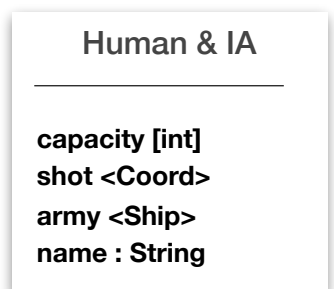 Human & IA
capacity [int]
shot <Coord>
army <Ship>
name : String